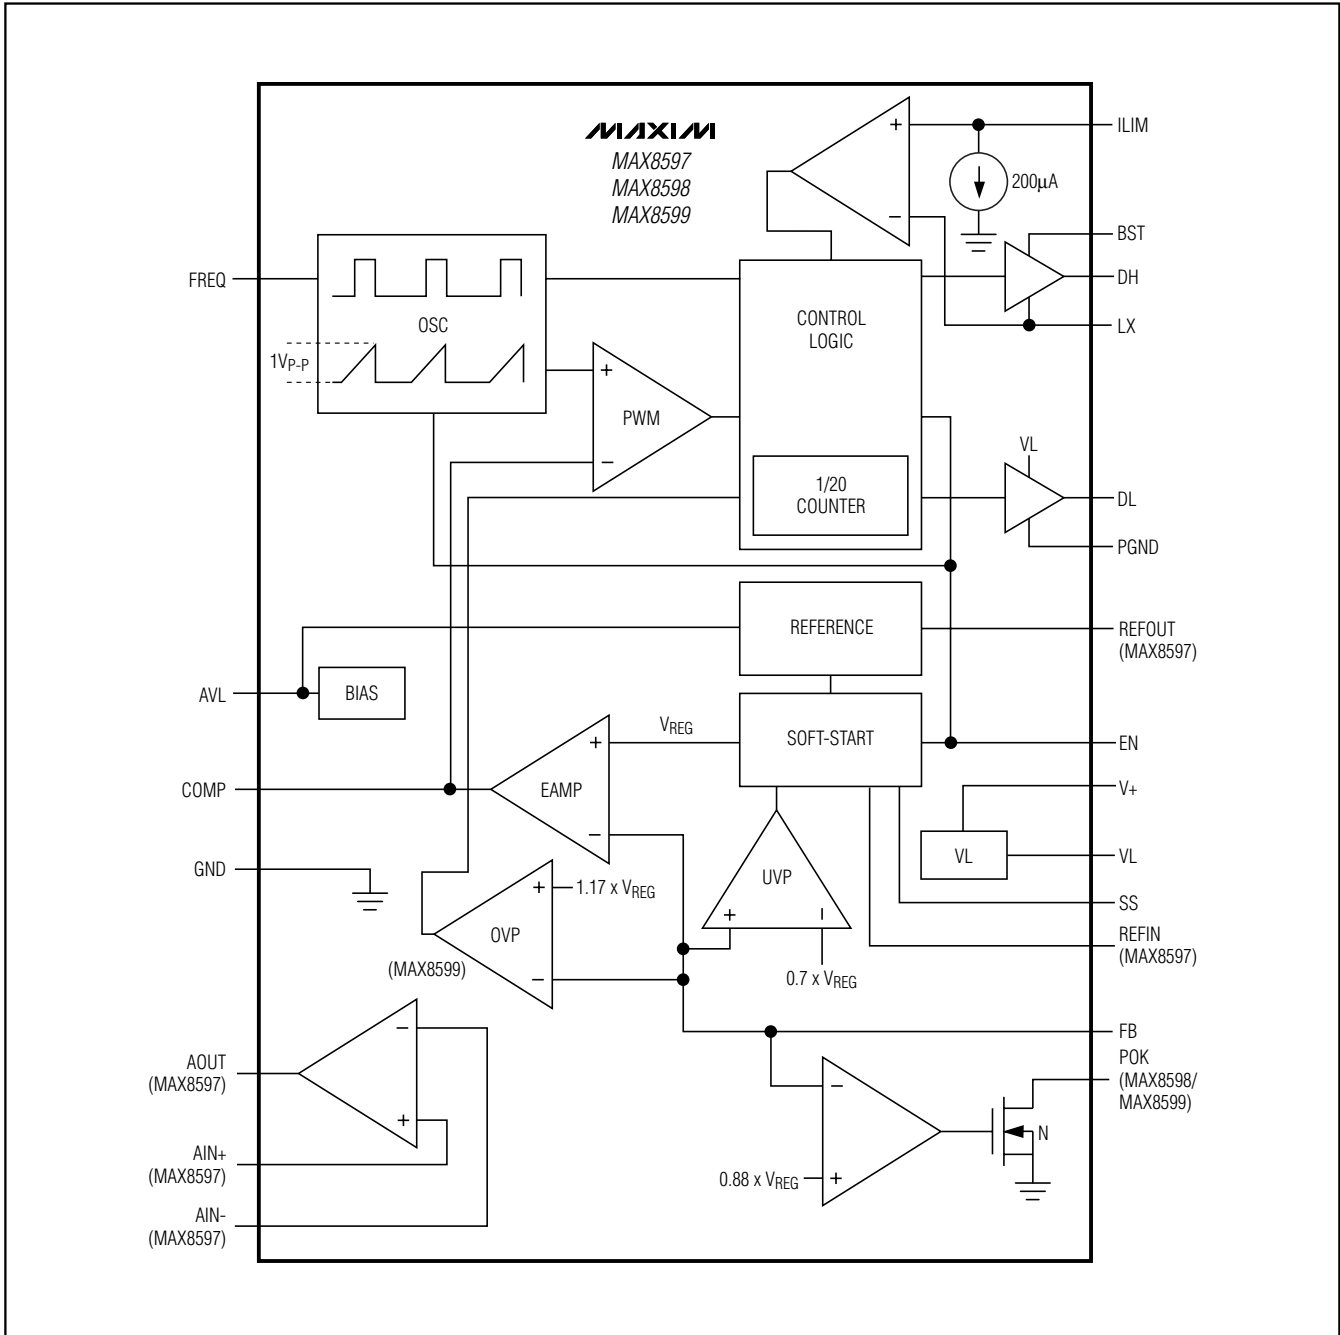 MAXIM
MAX8597
MAX8598
MAX8599
+
ILIM
200µA
−
BST
FREQ
DH
OSC
CONTROL
LOGIC
LX
1VP-P
+
PWM
−
VL
1/20
COUNTER
DL
PGND
REFERENCE
REFOUT
(MAX8597)
AVL
BIAS
VREG
+
SOFT-START
EN
COMP
EAMP
V+
−
VL
VL
GND
UVP
+
1.17 x VREG
SS
+
−
OVP
REFIN
(MAX8597)
(MAX8599)
−
0.7 x VREG
−
FB
AOUT
(MAX8597)
POK
(MAX8598/
MAX8599)
−
+
N
AIN+
(MAX8597)
0.88 x VREG
+
AIN-
(MAX8597)